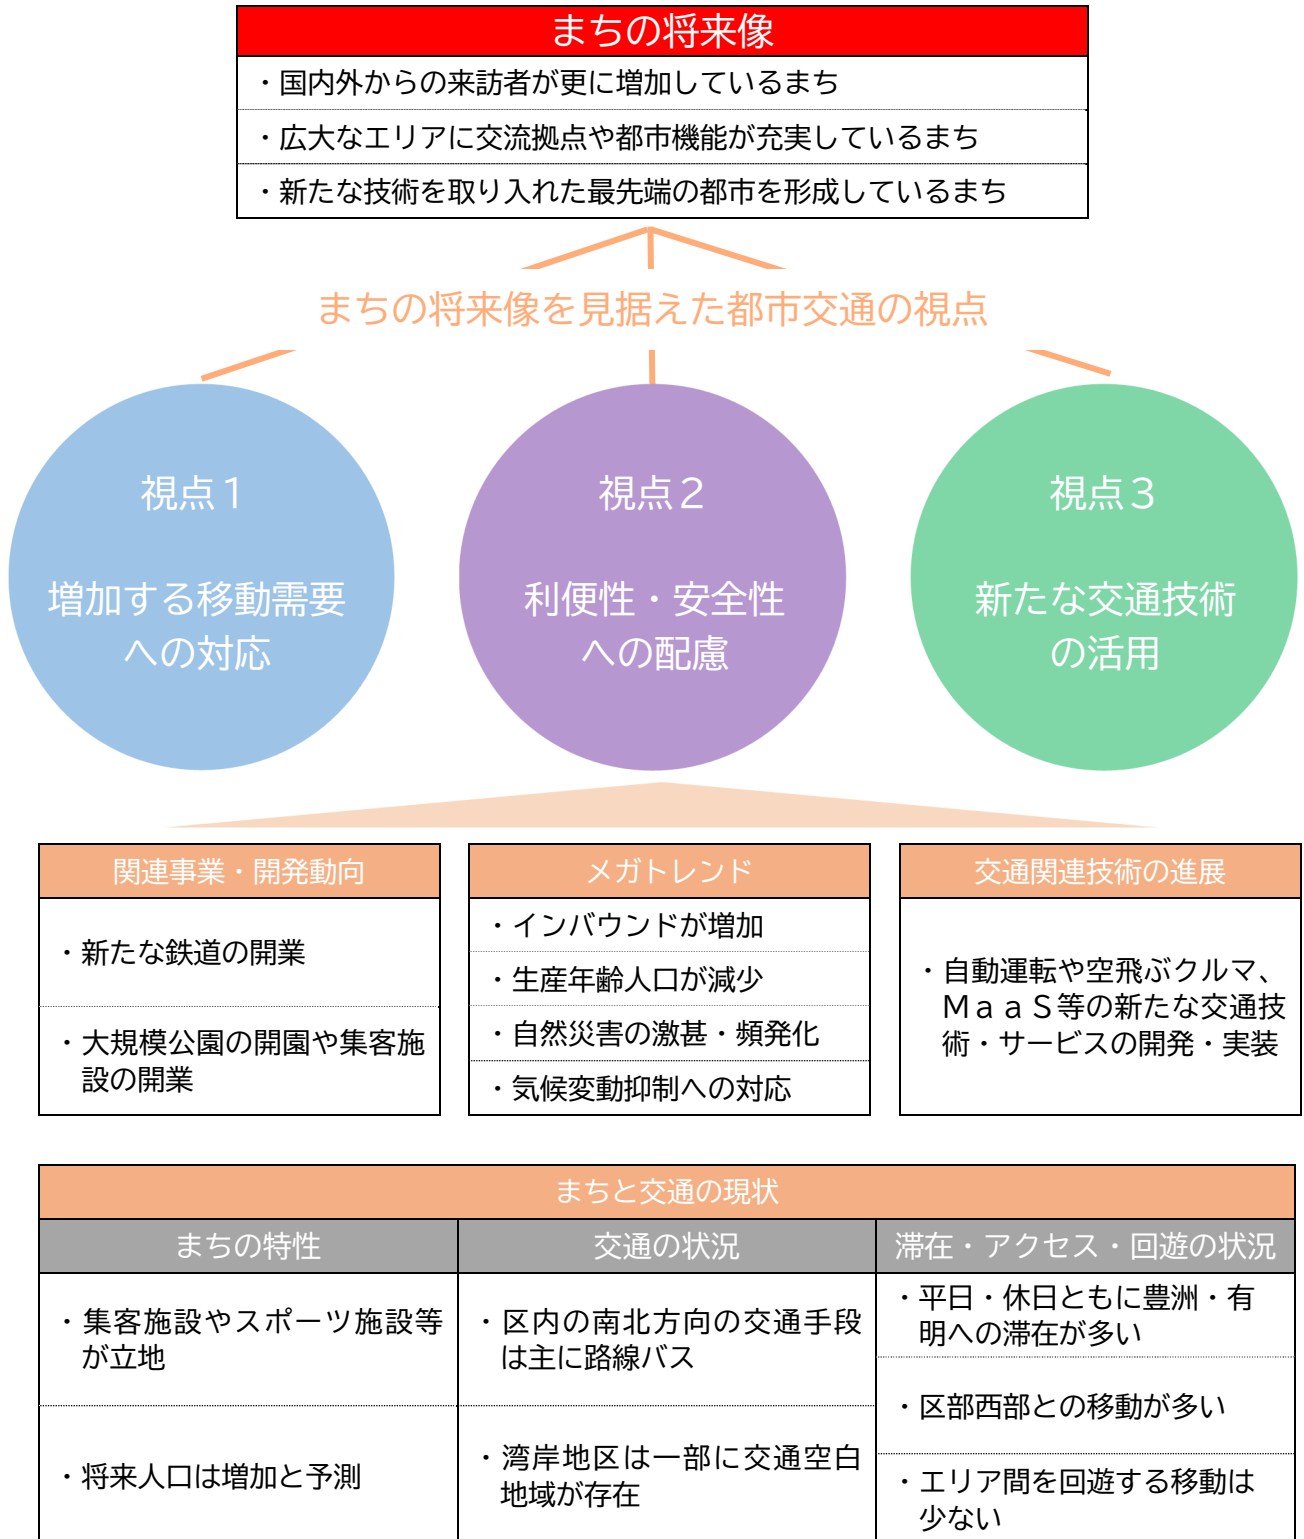 まちの将来像
・国内外からの来訪者が更に増加しているまち
・広大なエリアに交流拠点や都市機能が充実しているまち
・新たな技術を取り入れた最先端の都市を形成しているまち
まちの将来像を見据えた都市交通の視点
視点１
増加する移動需要
への対応
視点２
利便性・安全性
への配慮
視点３
新たな交通技術
の活用
関連事業・開発動向
・新たな鉄道の開業
・大規模公園の開園や集客施
設の開業
メガトレンド
・インバウンドが増加
・生産年齢人口が減少
・自然災害の激甚・頻発化
・気候変動抑制への対応
交通関連技術の進展
・自動運転や空飛ぶクルマ、
ＭａａＳ等の新たな交通技
術・サービスの開発・実装
まちと交通の現状
まちの特性
・集客施設やスポーツ施設等
が立地
・将来人口は増加と予測
交通の状況
・区内の南北方向の交通手段
は主に路線バス
・湾岸地区は一部に交通空白
地域が存在
滞在・アクセス・回遊の状況
・平日・休日ともに豊洲・有
明への滞在が多い
・区部西部との移動が多い
・エリア間を回遊する移動は
少ない